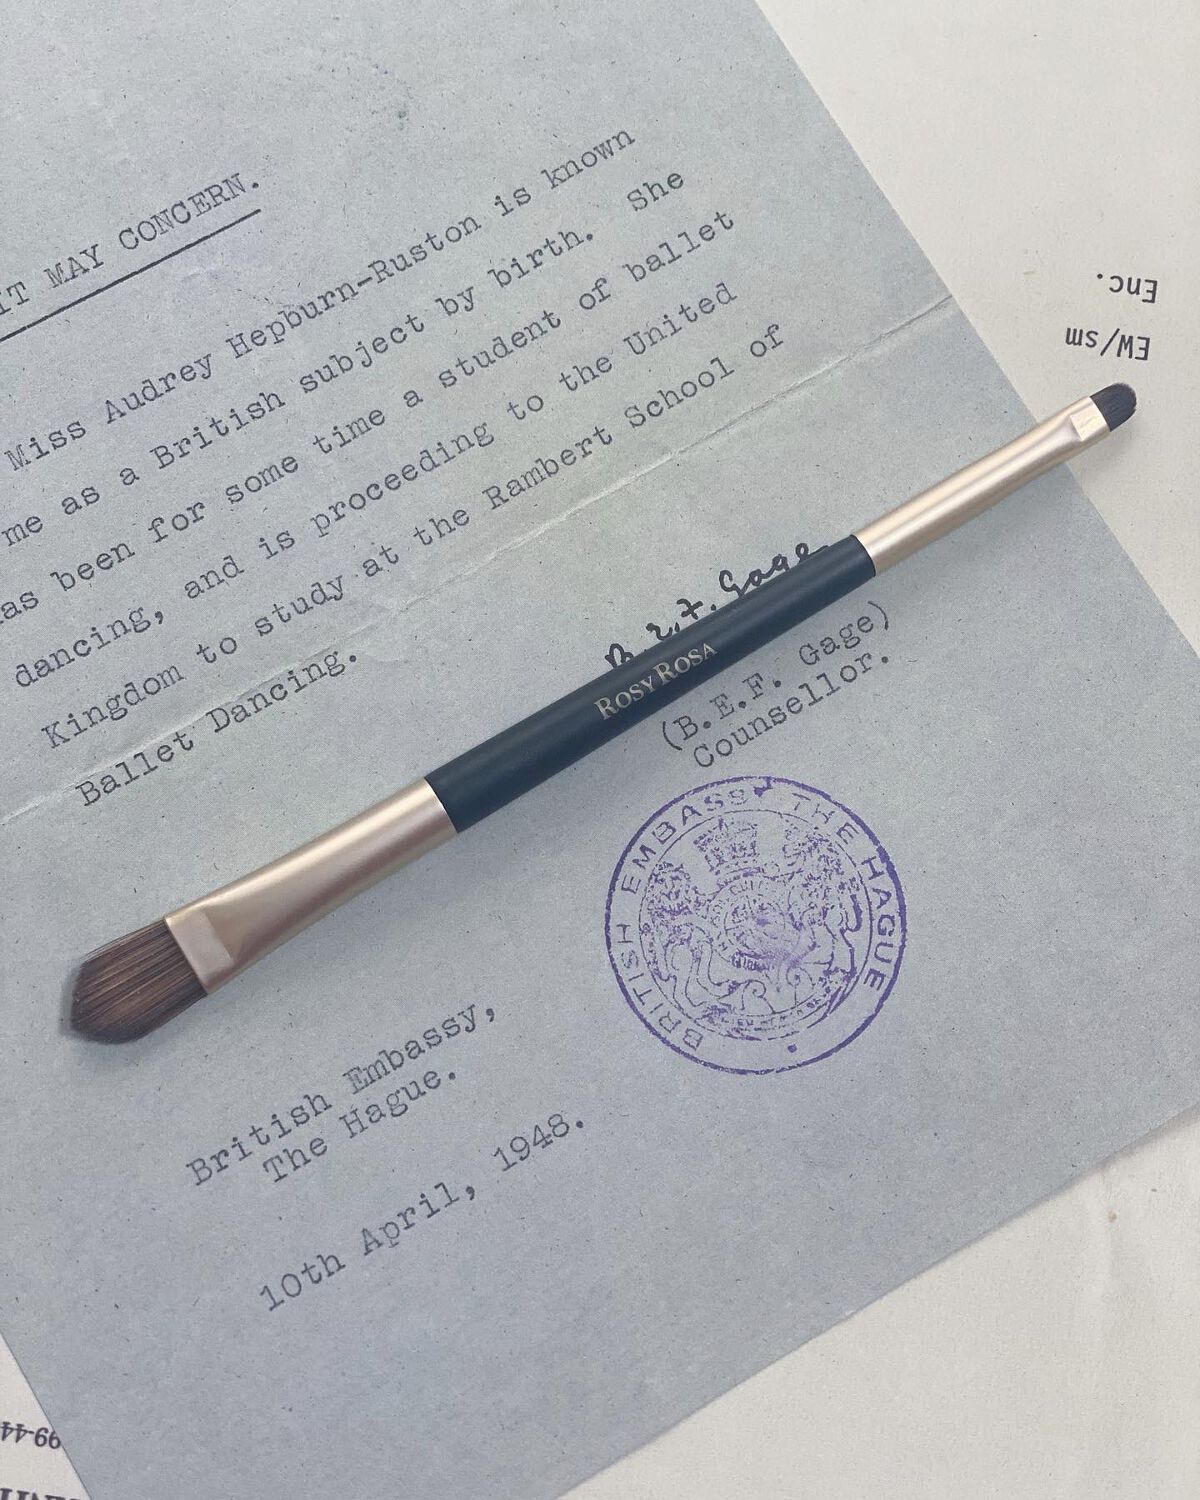 IT MAY CONCERN.
Miss Audrey Hepburn-Ruston is known
me as a British subject by birth. She
as been for some time a student of ballet
dancing, and is proceeding to the United
Kingdom to study at the Rambert School of
Ballet Dancing.
B.E.F. Gage
ROSY ROSA
(B.E.F. Gage)
Counsellor.
BRITISH EMBASSY THE HAGUE
British Embassy,
The Hague.
10th April, 1948.
EW/sm
Enc.
99-44